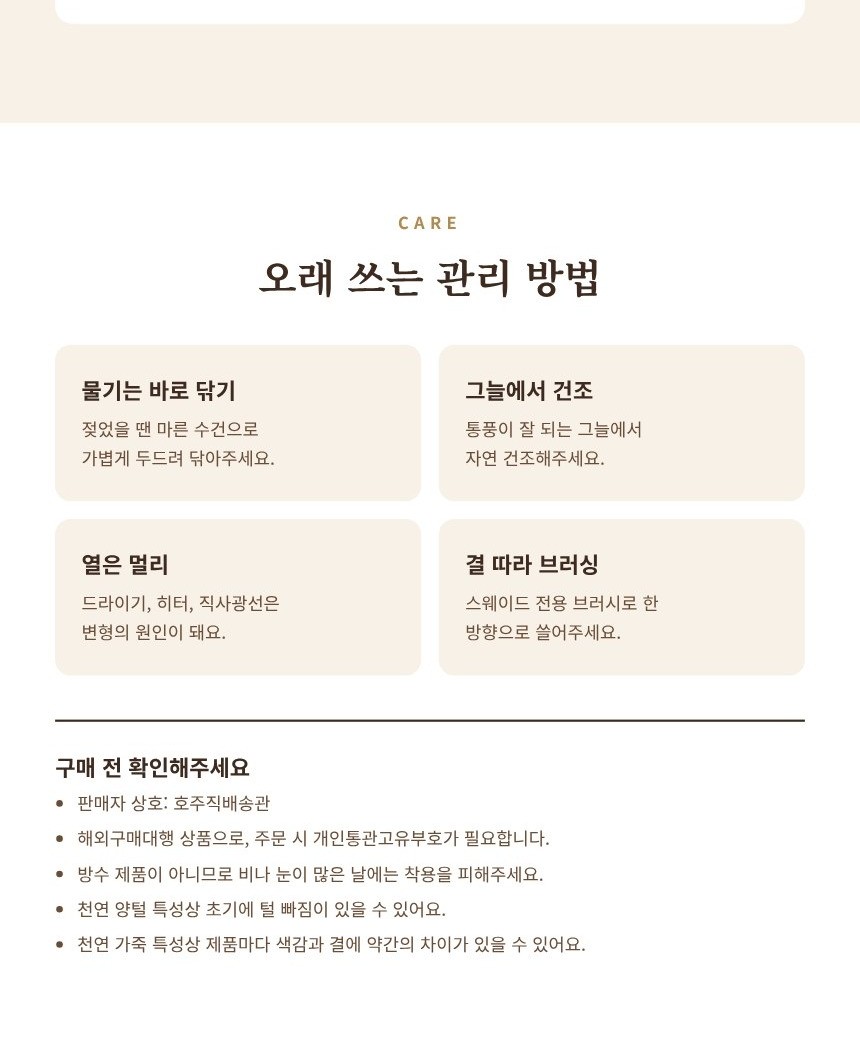 CARE
오래 쓰는 관리 방법
물기는 바로 닦기
젖었을 땐 마른 수건으로
가볍게 두드려 닦아주세요.
그늘에서 건조
통풍이 잘 되는 그늘에서
자연 건조해주세요.
열은 멀리
드라이기, 히터, 직사광선은
변형의 원인이 돼요.
결 따라 브러싱
스웨이드 전용 브러시로 한
방향으로 쓸어주세요.
구매 전 확인해주세요
• 판매자 상호: 호주직배송관
• 해외구매대행 상품으로, 주문 시 개인통관고유부호가 필요합니다.
• 방수 제품이 아니므로 비나 눈이 많은 날에는 착용을 피해주세요.
• 천연 양털 특성상 초기에 털 빠짐이 있을 수 있어요.
• 천연 가죽 특성상 제품마다 색감과 결에 약간의 차이가 있을 수 있어요.